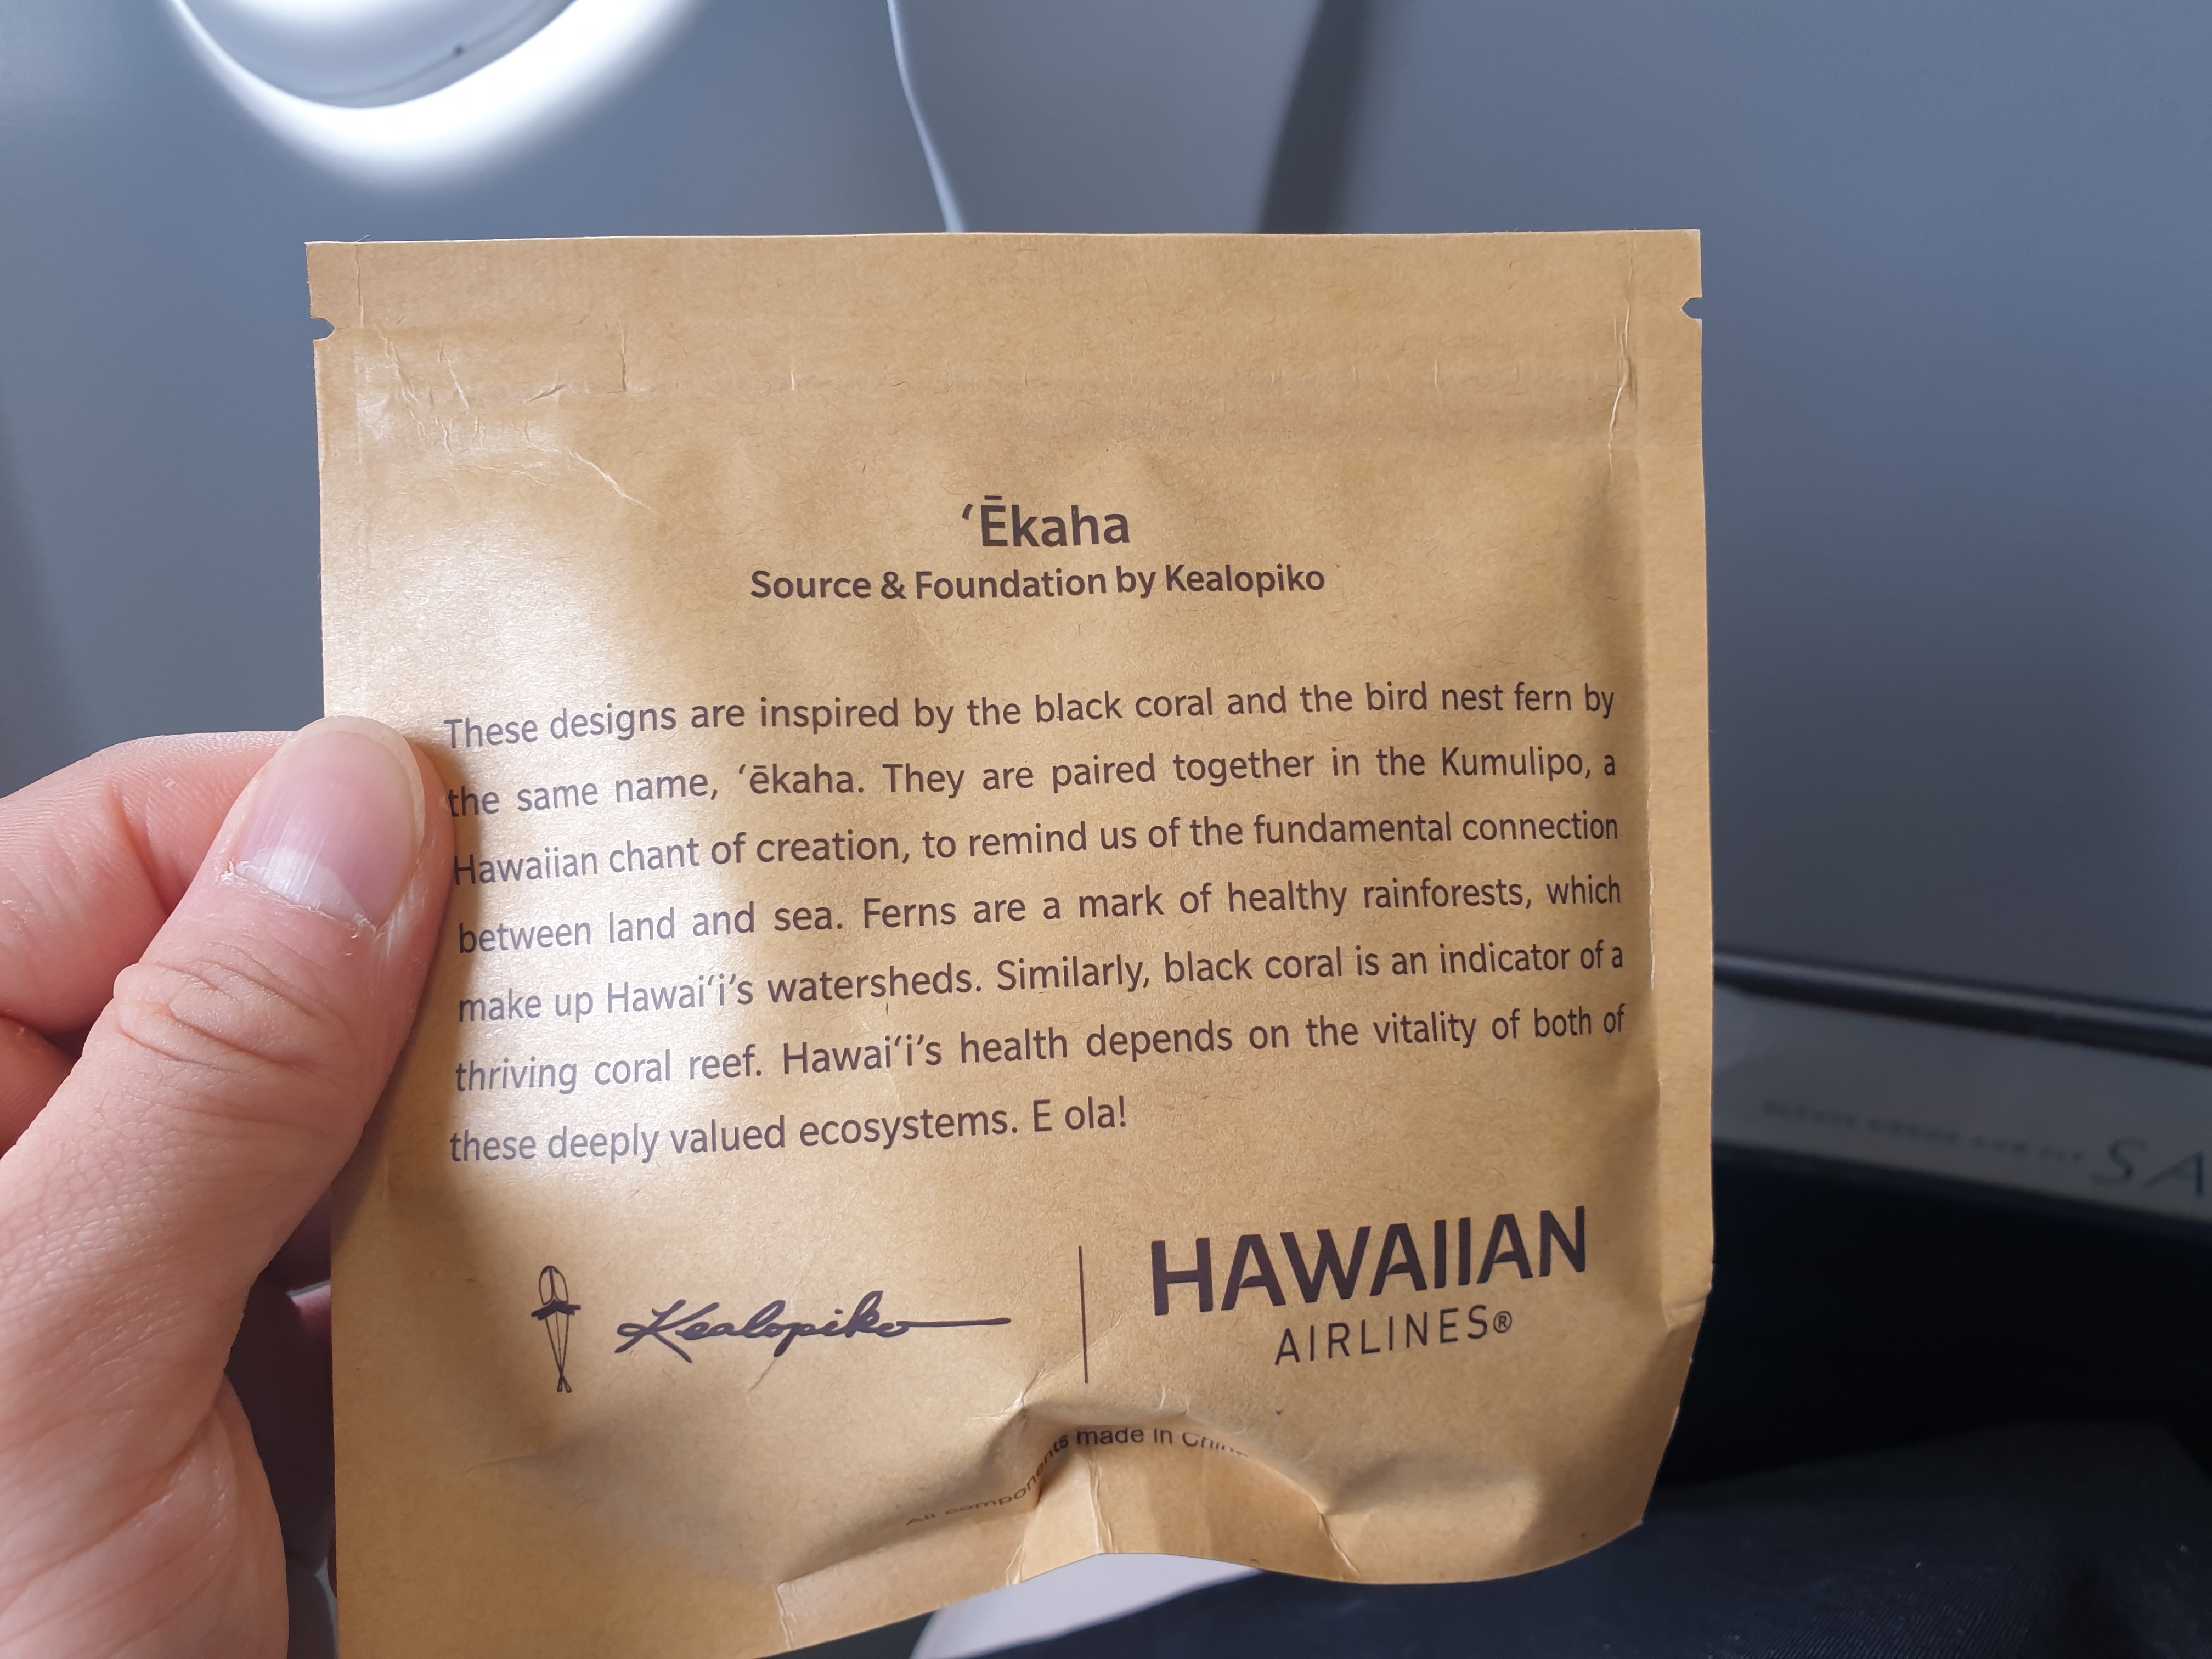 ʻĒkaha
Source & Foundation by Kealopiko
These designs are inspired by the black coral and the bird nest fern by
the same name, ʻēkaha. They are paired together in the Kumulipo, a
Hawaiian chant of creation, to remind us of the fundamental connection
between land and sea. Ferns are a mark of healthy rainforests, which
make up Hawaiʻi’s watersheds. Similarly, black coral is an indicator of a
thriving coral reef. Hawaiʻi’s health depends on the vitality of both of
these deeply valued ecosystems. E ola!
Kealopiko
HAWAIIAN
AIRLINES®
All components made in China
SA